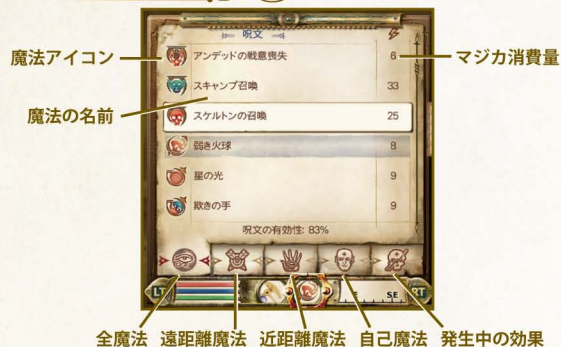 呪文
魔法アイコン
アンデッドの戦意喪失 6
マジカ消費量
スキャンプ召喚 33
魔法の名前
スケルトンの召喚 25
弱き火球 8
星の光 9
欺きの手 9
呪文の有効性: 83%
LT
E SE
RT
全魔法 遠距離魔法 近距離魔法 自己魔法 発生中の効果